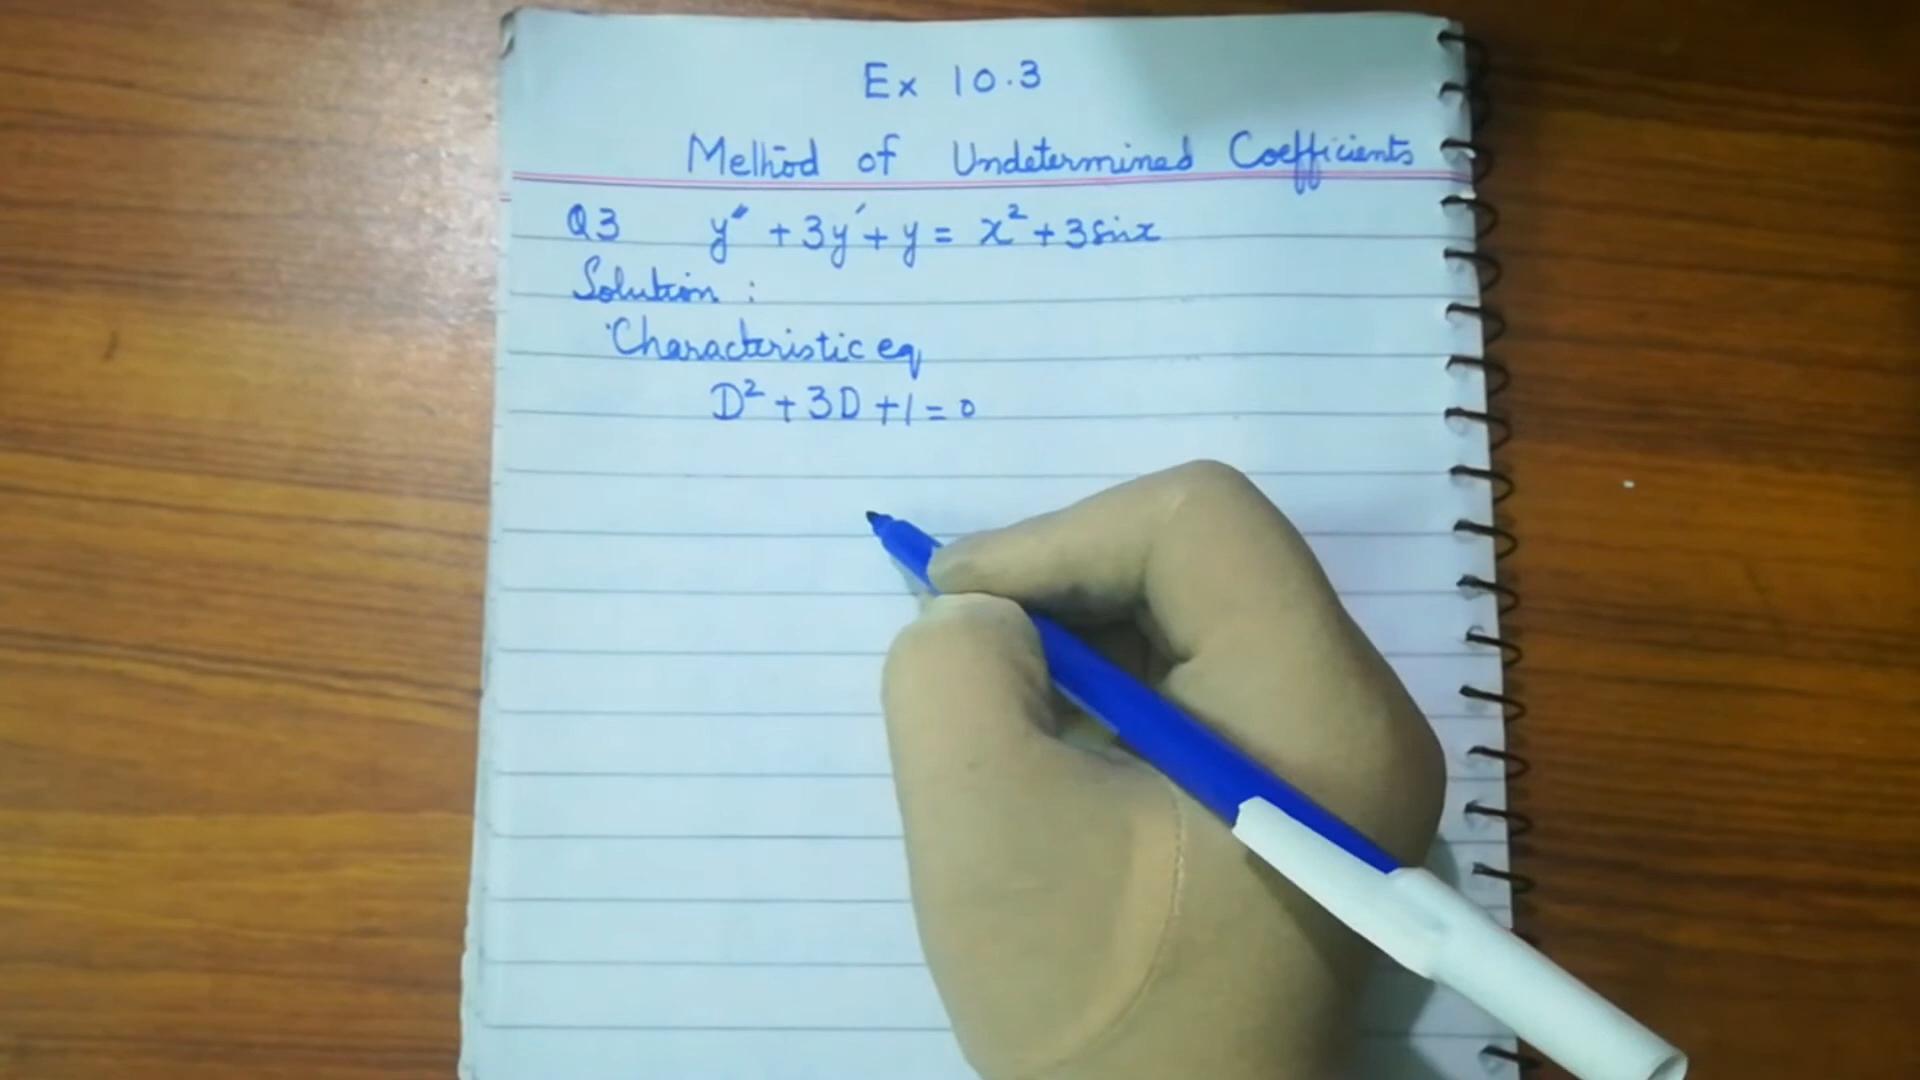 Ex 10.3
Method of Undetermined Coefficients
Q3 y″ + 3y′ + y = x² + 3sinx
Solution :
Characteristic eq
D² + 3D + 1 = 0